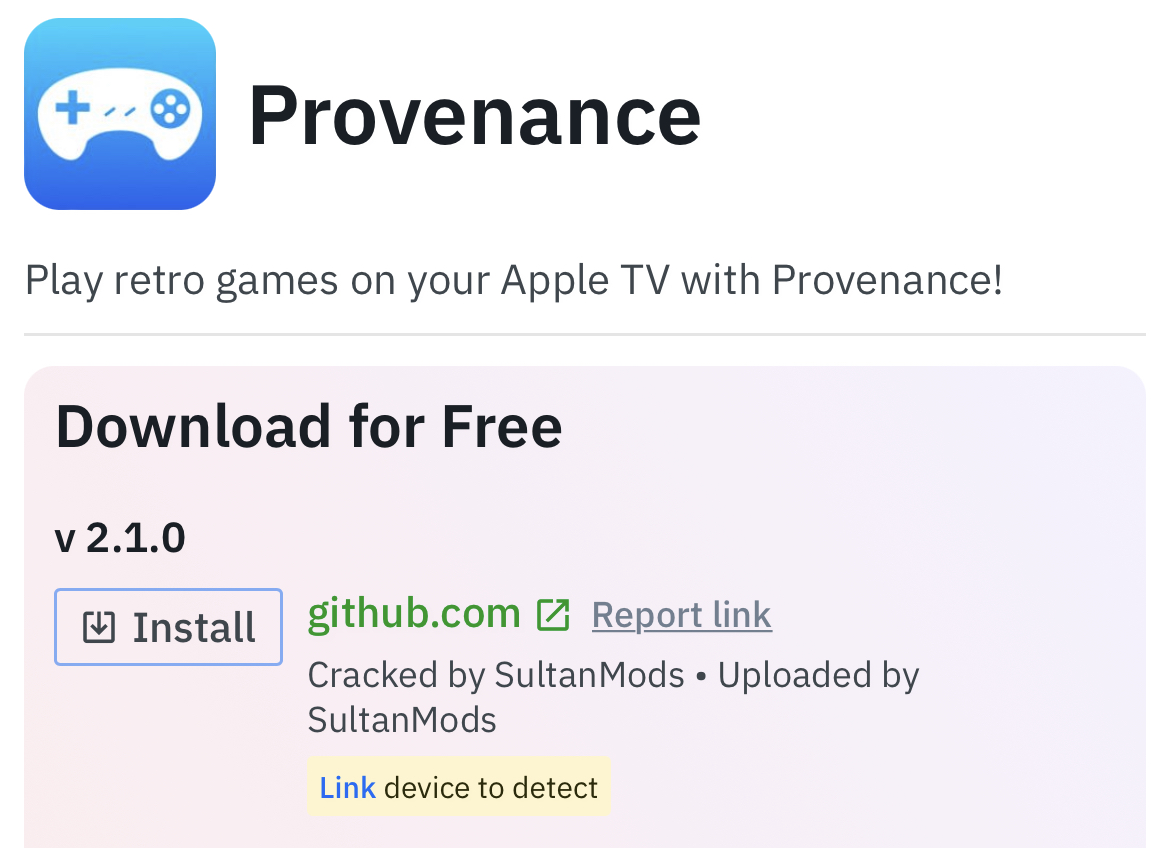 Provenance
Play retro games on your Apple TV with Provenance!
Download for Free
v 2.1.0
Install
github.com Report link
Cracked by SultanMods • Uploaded by
SultanMods
Link device to detect